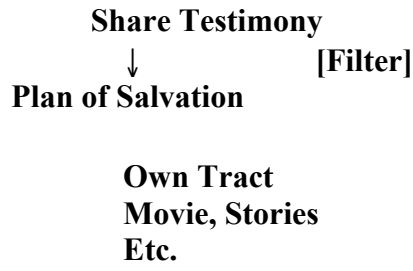 Share Testimony
↓ [Filter]
Plan of Salvation
Own Tract
Movie, Stories
Etc.